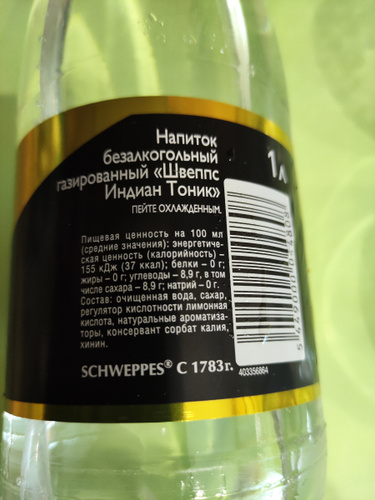 Напиток
безалкогольный
газированный «Швеппс
Индиан Тоник»
1л
ПЕЙТЕ ОХЛАЖДЕННЫМ.
Пищевая ценность на 100 мл
(средние значения): энергетиче-
ская ценность (калорийность) –
155 кДж (37 ккал); белки – 0 г;
жиры – 0 г; углеводы – 8,9 г, в том
числе сахара – 8,9 г; натрий – 0 г.
Состав: очищенная вода, сахар,
регулятор кислотности лимонная
кислота, натуральные ароматиза-
торы, консервант сорбат калия,
хинин.
SCHWEPPES® С 1783г.
403356864